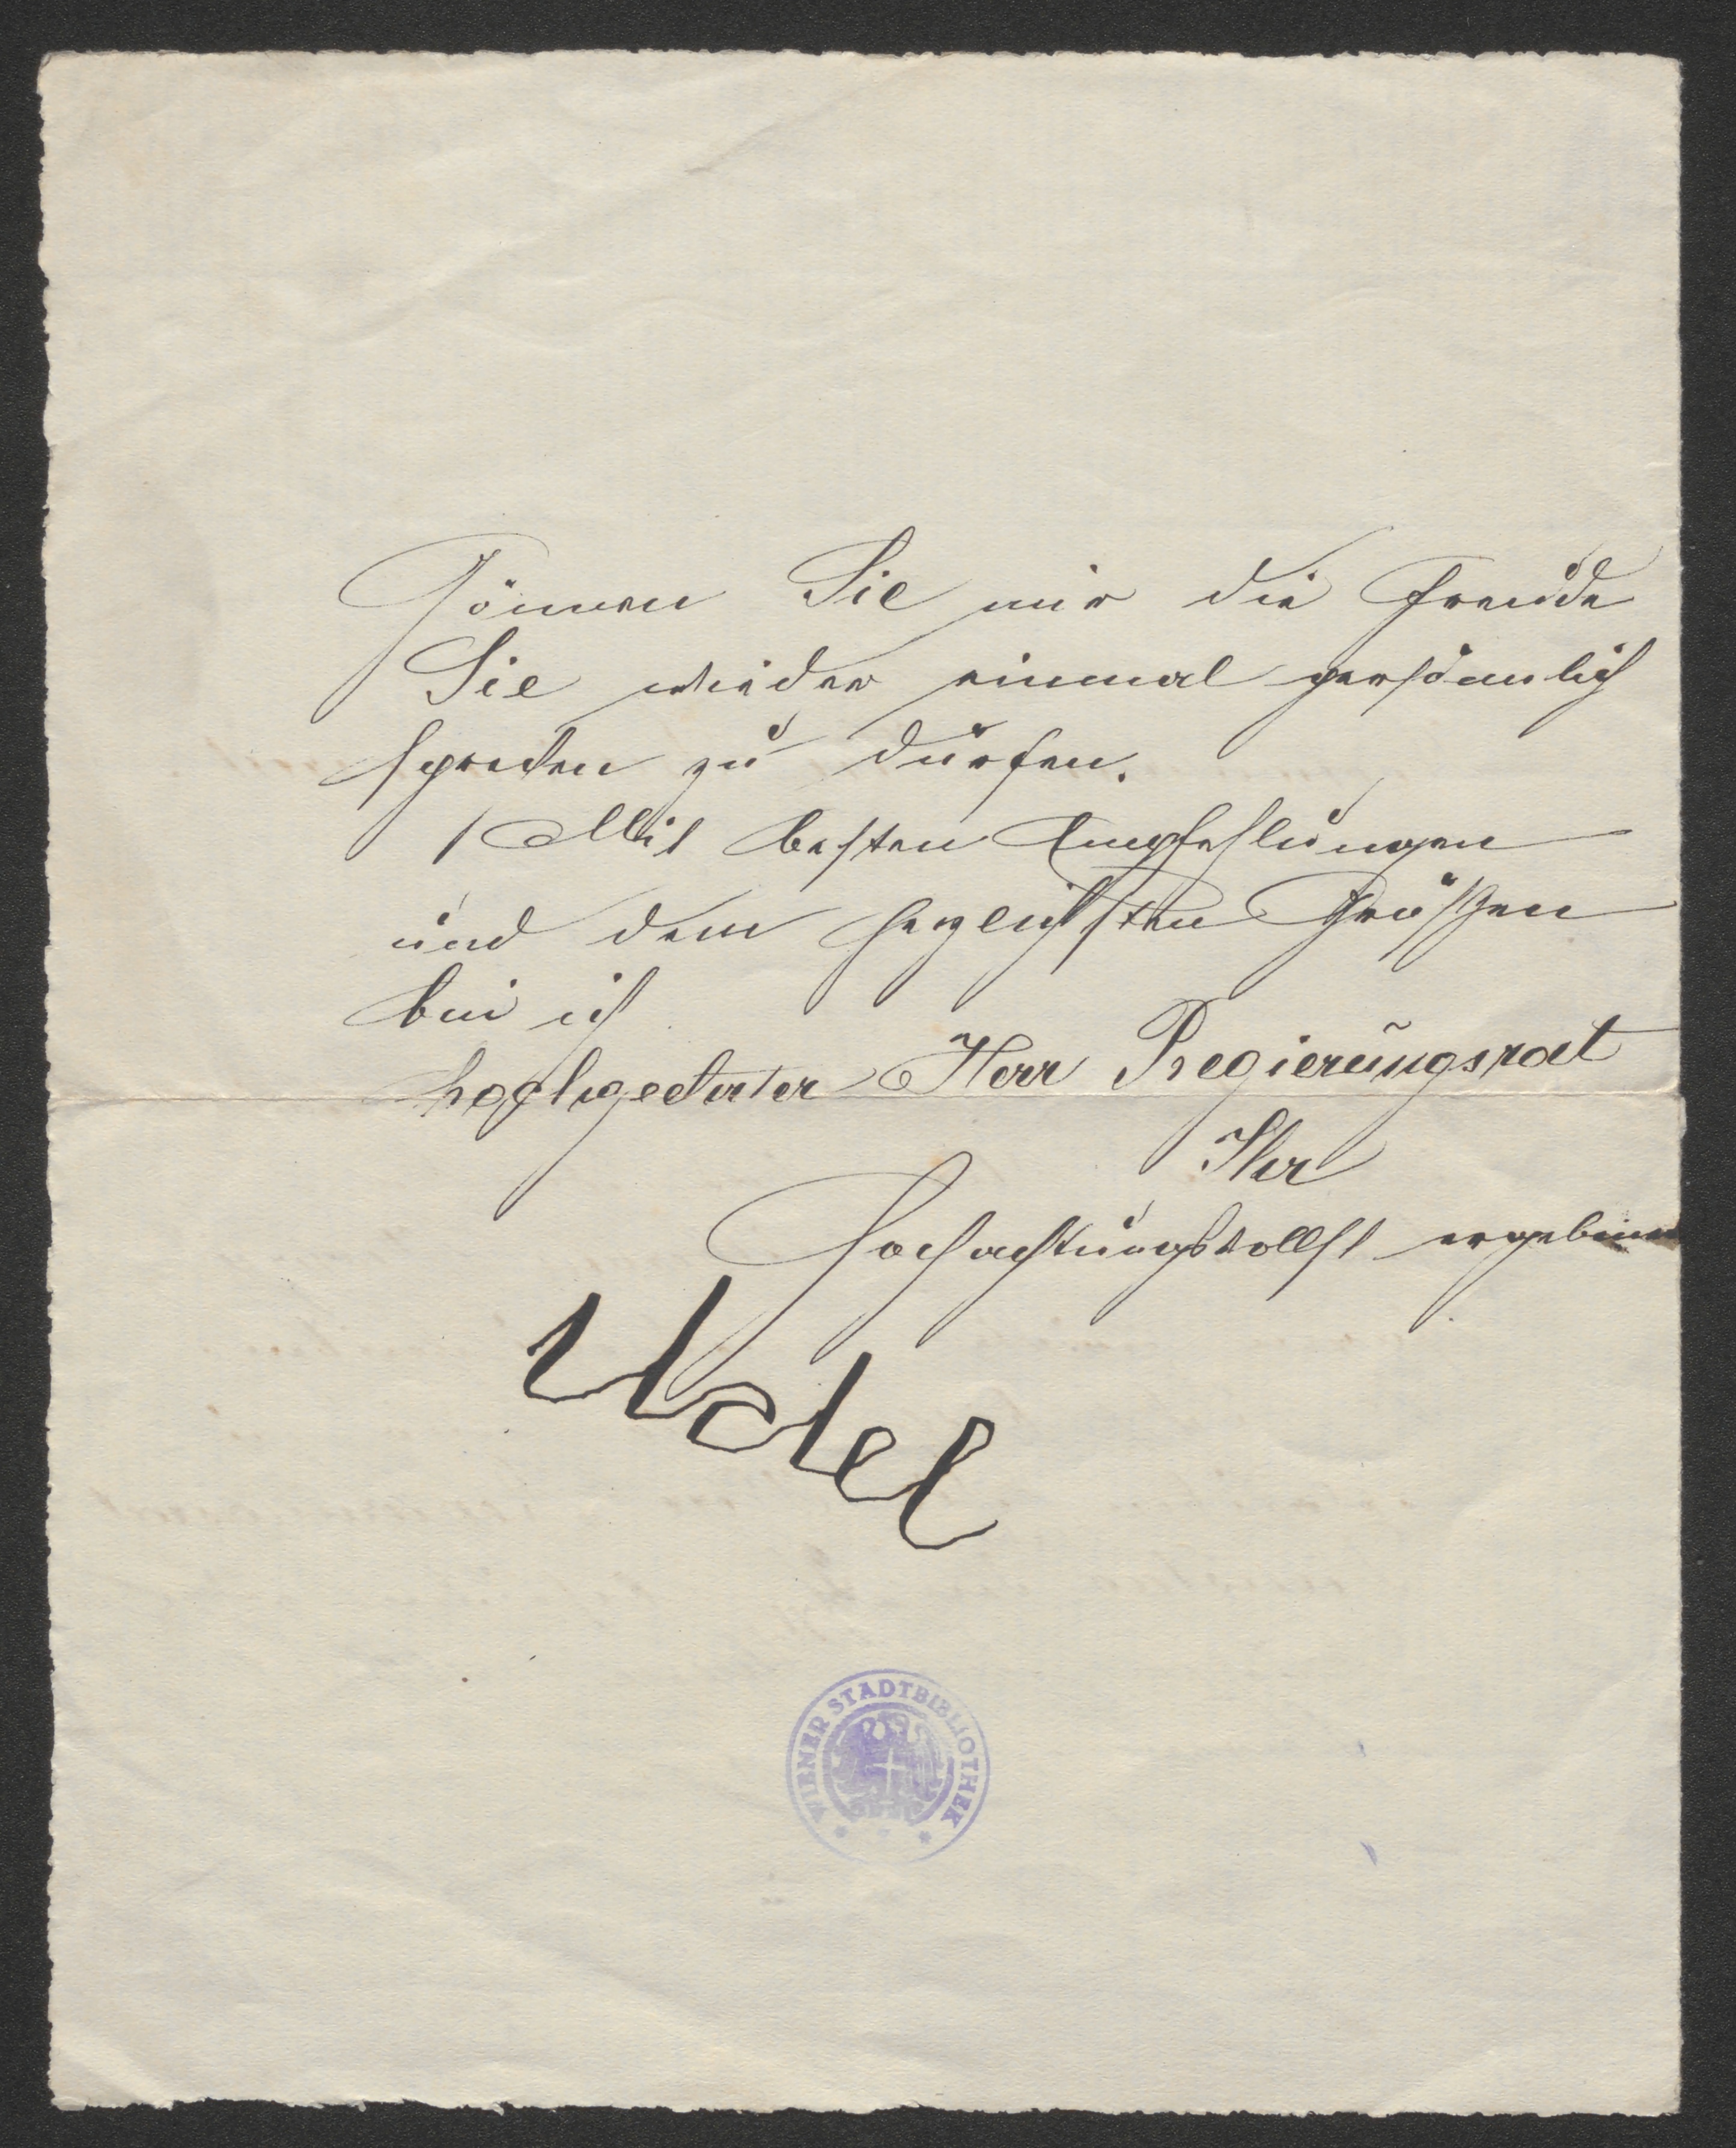 Gönnen Sie mir die Freude
Sie wieder einmal persönlich
sprechen zu dürfen.
Mit besten Empfehlungen
und dem herzlichsten Grüßen
bin ich
hochgeehrter Herr Regierungsrat
Ihr
hochachtungsvollst ergebener
Udel
WIENER STADTBIBLIOTHEK